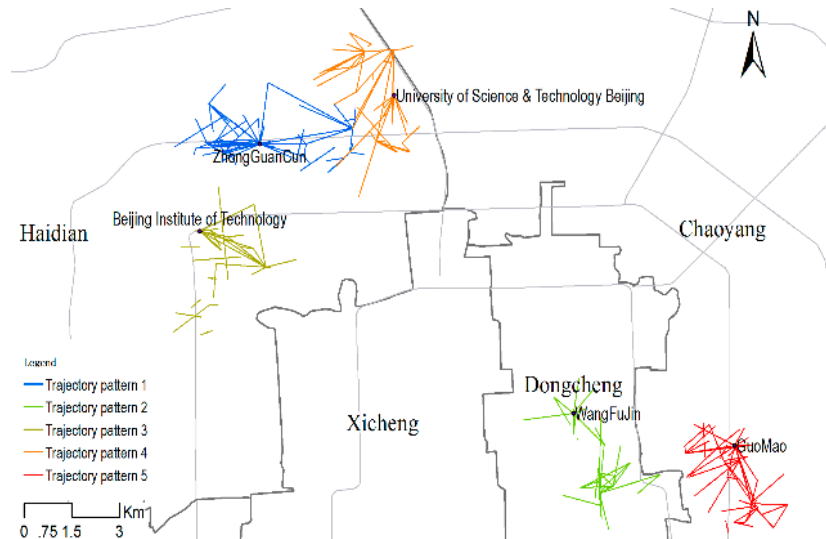 N
University of Science & Technology Beijing
ZhongGuanCun
Beijing Institute of Technology
Haidian
Chaoyang
Legend
Trajectory pattern 1
Trajectory pattern 2
Trajectory pattern 3
Trajectory pattern 4
Trajectory pattern 5
Dongcheng
WangFuJin
Xicheng
GuoMao
Km
0 .75 1.5 3